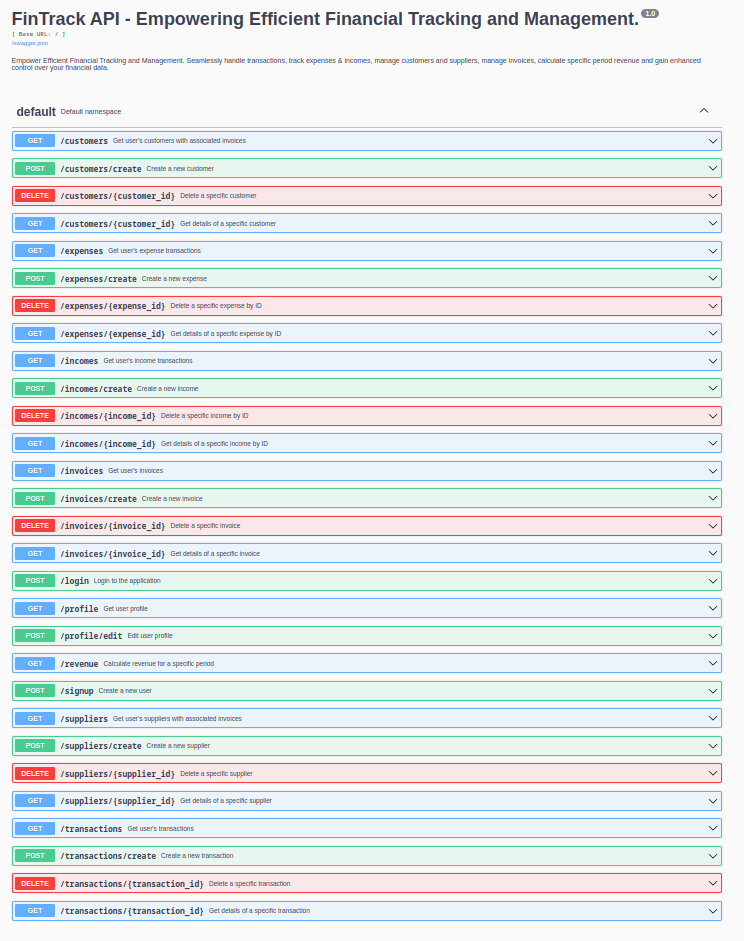 FinTrack API - Empowering Efficient Financial Tracking and Management. 1.0
[ Base URL: / ]
/swagger.json
Empower Efficient Financial Tracking and Management. Seamlessly handle transactions, track expenses & incomes, manage customers and suppliers, manage invoices, calculate specific period revenue and gain enhanced
control over your financial data.
default Default namespace
GET /customers Get user's customers with associated invoices
POST /customers/create Create a new customer
DELETE /customers/{customer_id} Delete a specific customer
GET /customers/{customer_id} Get details of a specific customer
GET /expenses Get user's expense transactions
POST /expenses/create Create a new expense
DELETE /expenses/{expense_id} Delete a specific expense by ID
GET /expenses/{expense_id} Get details of a specific expense by ID
GET /incomes Get user's income transactions
POST /incomes/create Create a new income
DELETE /incomes/{income_id} Delete a specific income by ID
GET /incomes/{income_id} Get details of a specific income by ID
GET /invoices Get user's invoices
POST /invoices/create Create a new invoice
DELETE /invoices/{invoice_id} Delete a specific invoice
GET /invoices/{invoice_id} Get details of a specific invoice
POST /login Login to the application
GET /profile Get user profile
POST /profile/edit Edit user profile
GET /revenue Calculate revenue for a specific period
POST /signup Create a new user
GET /suppliers Get user's suppliers with associated invoices
POST /suppliers/create Create a new supplier
DELETE /suppliers/{supplier_id} Delete a specific supplier
GET /suppliers/{supplier_id} Get details of a specific supplier
GET /transactions Get user's transactions
POST /transactions/create Create a new transaction
DELETE /transactions/{transaction_id} Delete a specific transaction
GET /transactions/{transaction_id} Get details of a specific transaction